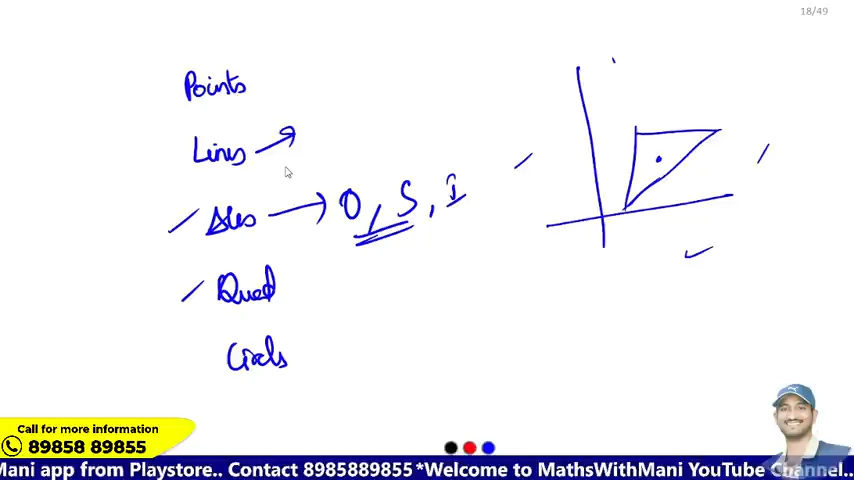 18/49
Points
Lines →
Δles → O, S, I
Quad
Circls
Call for more information
89858 89855
Mani app from Playstore.. Contact 8985889855*Welcome to MathsWithMani YouTube Channel..